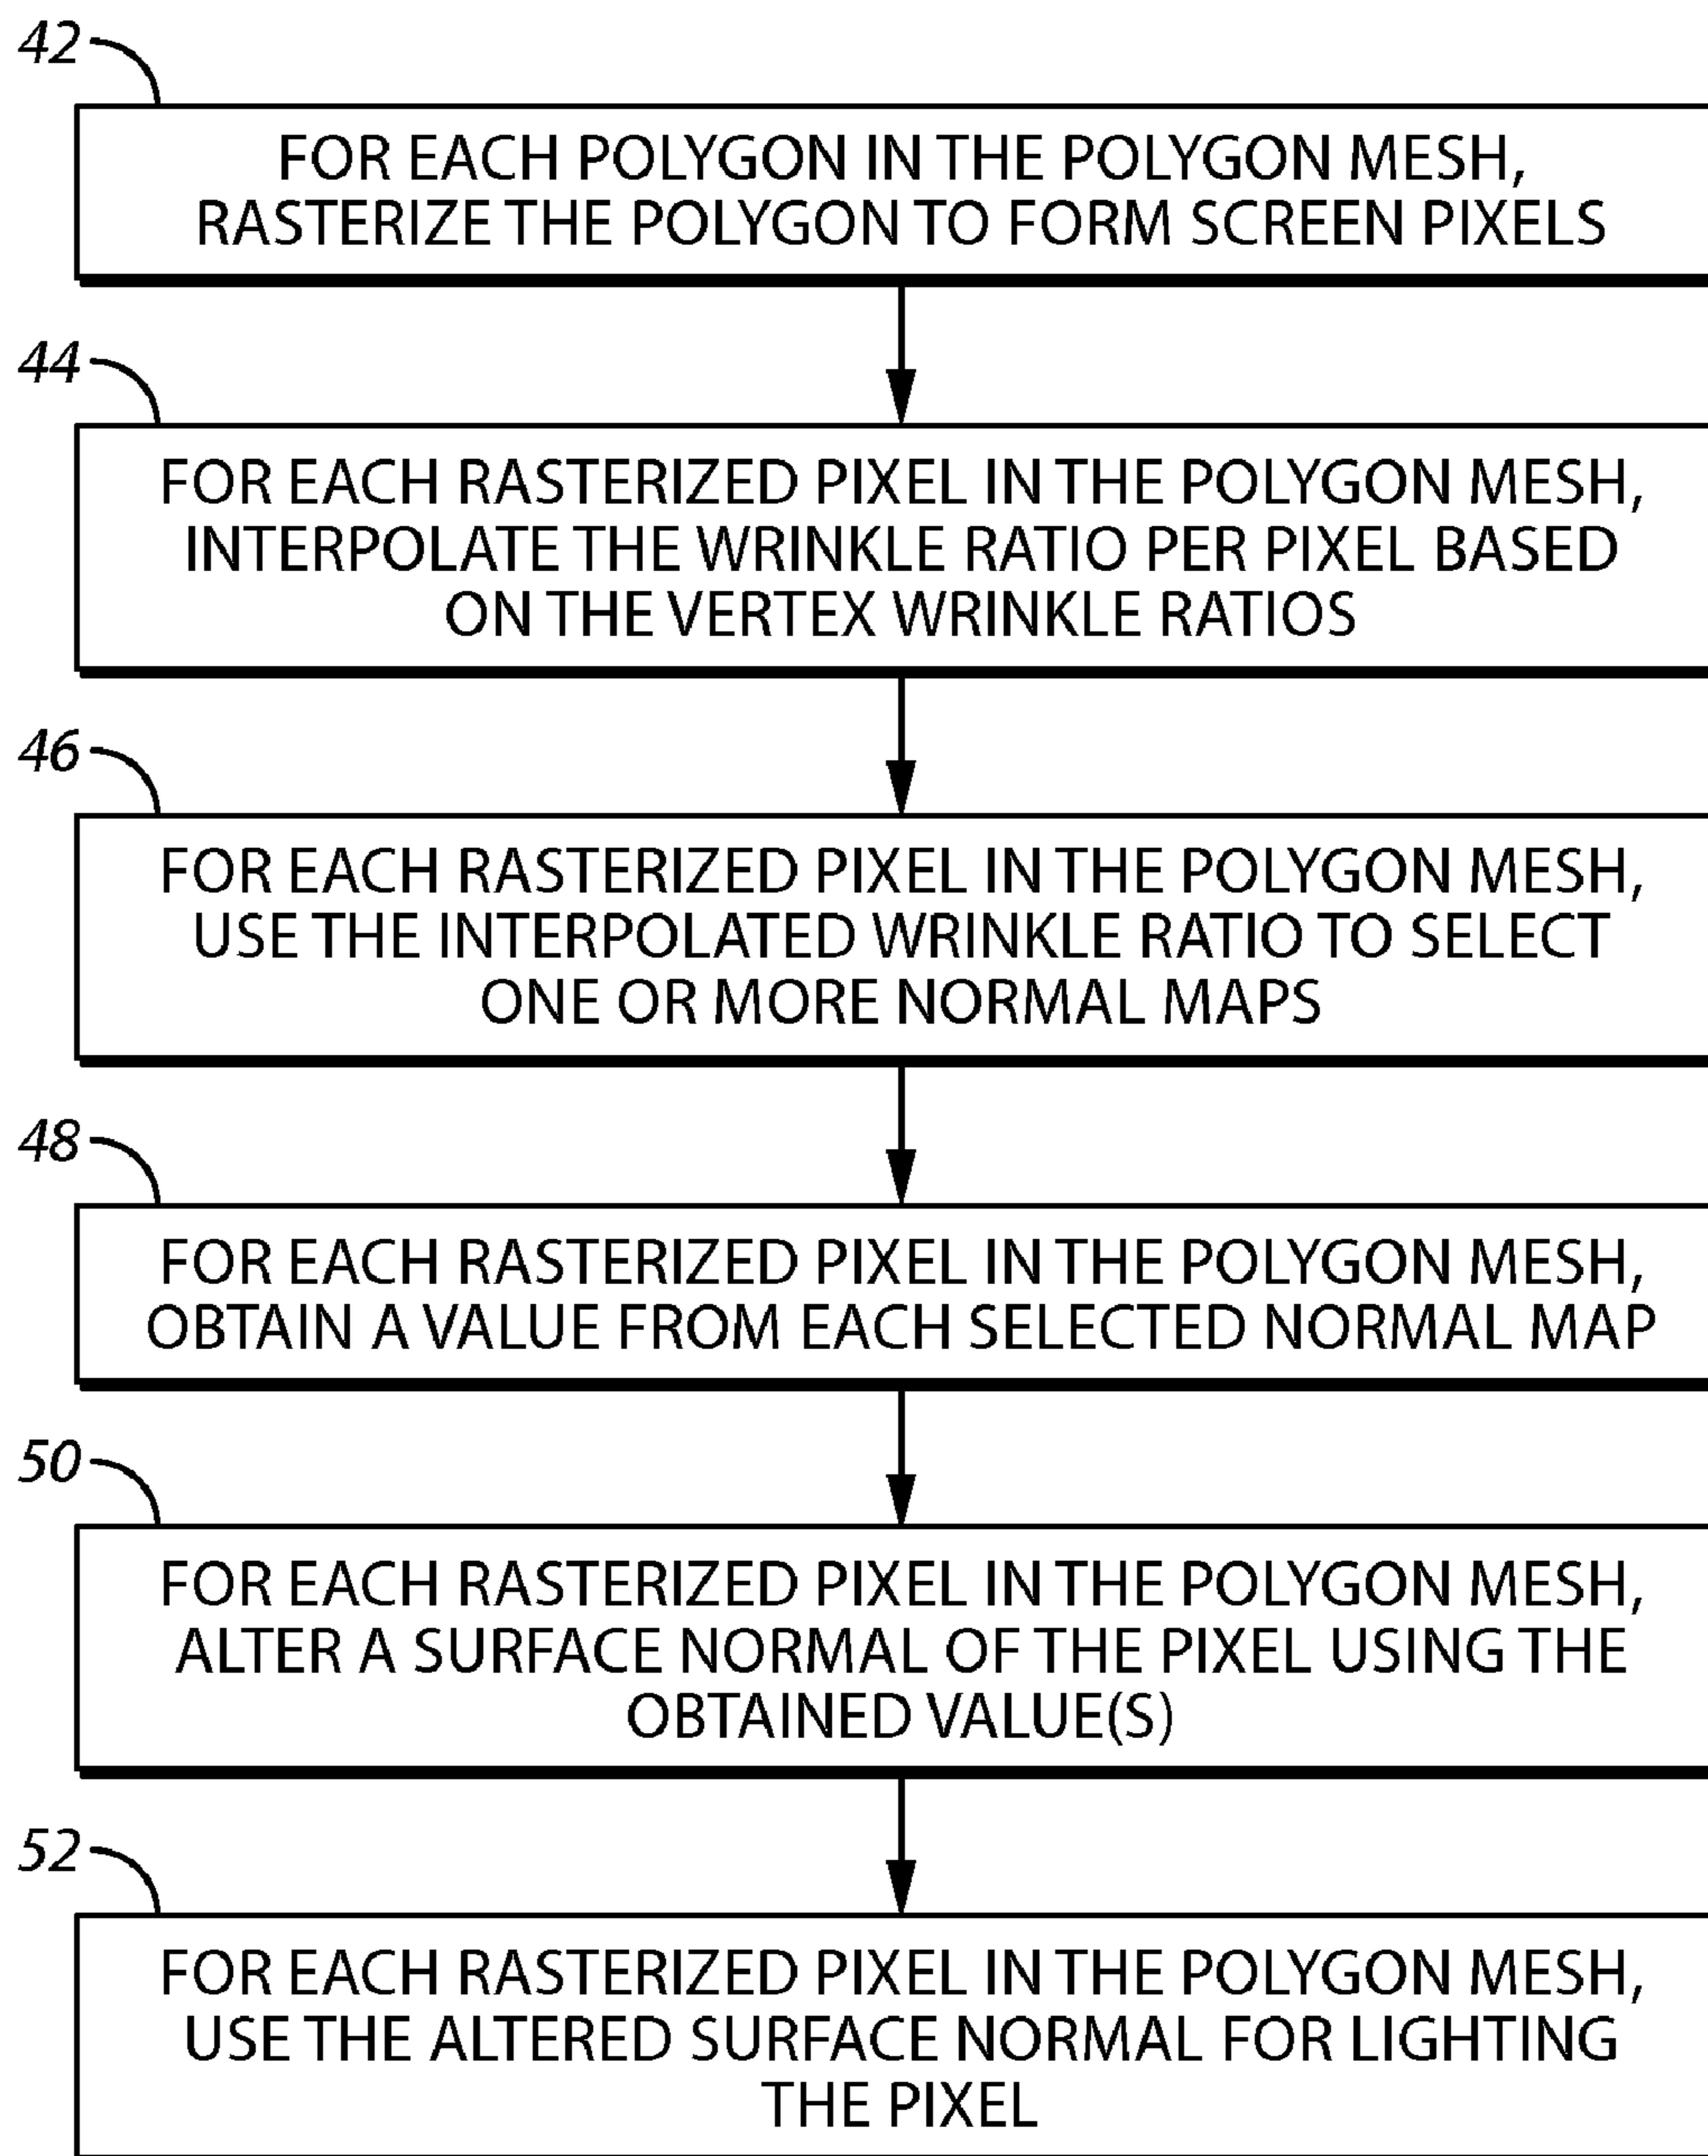 42
FOR EACH POLYGON IN THE POLYGON MESH,
RASTERIZE THE POLYGON TO FORM SCREEN PIXELS
44
FOR EACH RASTERIZED PIXEL IN THE POLYGON MESH,
INTERPOLATE THE WRINKLE RATIO PER PIXEL BASED
ON THE VERTEX WRINKLE RATIOS
46
FOR EACH RASTERIZED PIXEL IN THE POLYGON MESH,
USE THE INTERPOLATED WRINKLE RATIO TO SELECT
ONE OR MORE NORMAL MAPS
48
FOR EACH RASTERIZED PIXEL IN THE POLYGON MESH,
OBTAIN A VALUE FROM EACH SELECTED NORMAL MAP
50
FOR EACH RASTERIZED PIXEL IN THE POLYGON MESH,
ALTER A SURFACE NORMAL OF THE PIXEL USING THE
OBTAINED VALUE(S)
52
FOR EACH RASTERIZED PIXEL IN THE POLYGON MESH,
USE THE ALTERED SURFACE NORMAL FOR LIGHTING
THE PIXEL